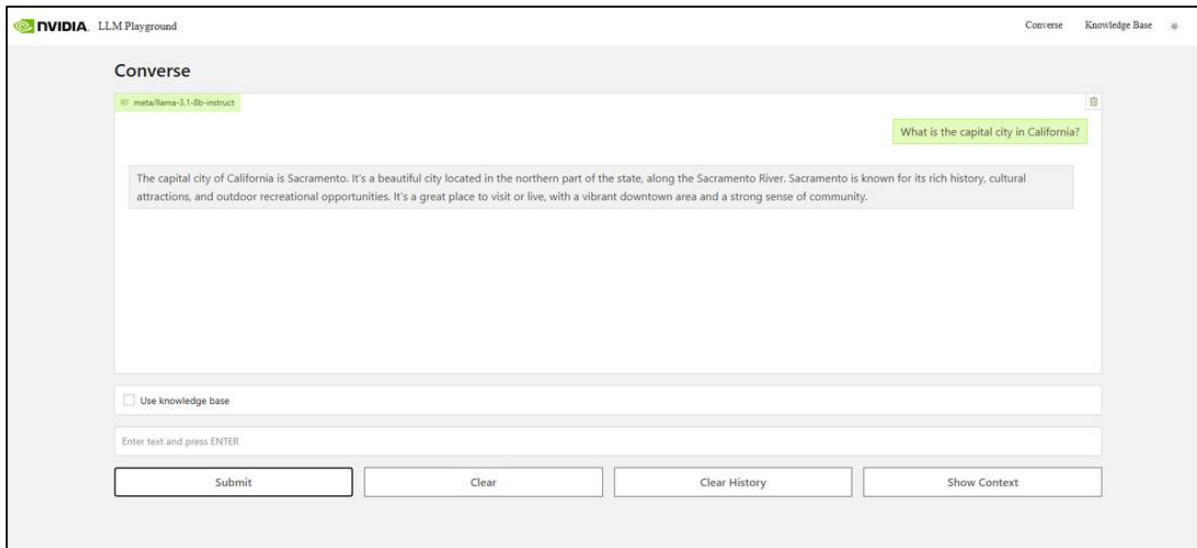 NVIDIA. LLM Playground
Converse
Knowledge Base
Converse
meta/llama-3.1-8b-instruct
What is the capital city in California?
The capital city of California is Sacramento. It's a beautiful city located in the northern part of the state, along the Sacramento River. Sacramento is known for its rich history, cultural
attractions, and outdoor recreational opportunities. It's a great place to visit or live, with a vibrant downtown area and a strong sense of community.
Use knowledge base
Enter text and press ENTER
Submit
Clear
Clear History
Show Context